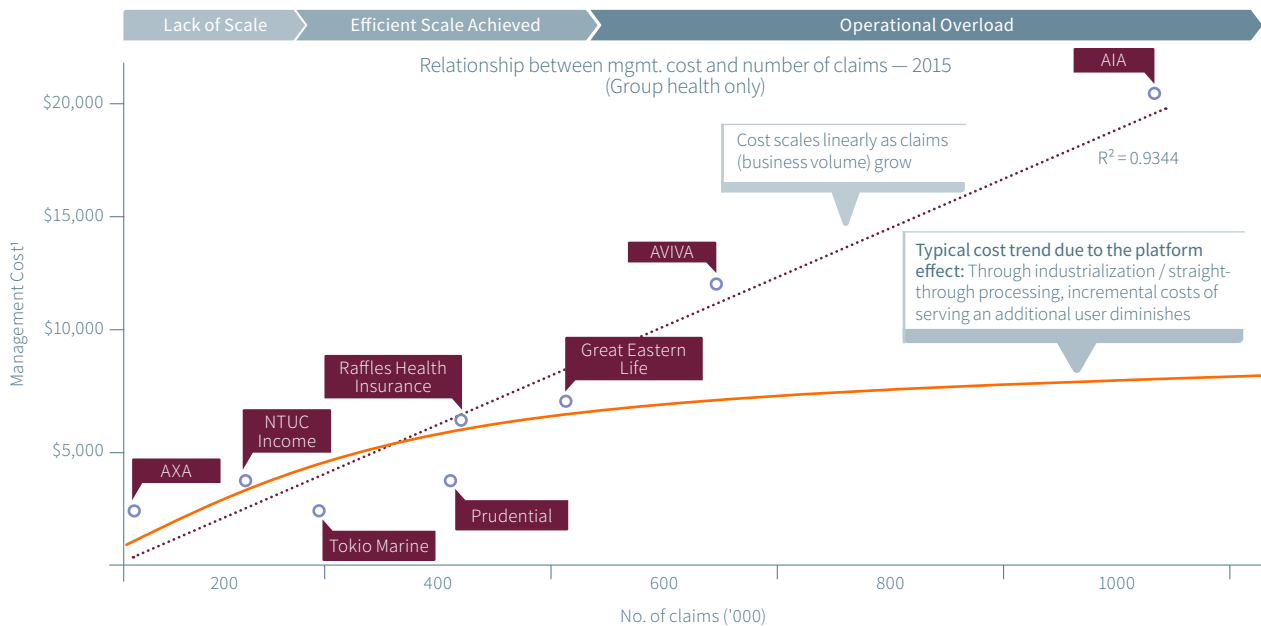 Lack of Scale
Efficient Scale Achieved
Operational Overload
Relationship between mgmt. cost and number of claims — 2015
(Group health only)
AIA
$20,000
Cost scales linearly as claims
(business volume) grow
R² = 0.9344
$15,000
AVIVA
Typical cost trend due to the platform
effect: Through industrialization / straight-
through processing, incremental costs of
serving an additional user diminishes
Management Cost¹
$10,000
Great Eastern
Life
Raffles Health
Insurance
NTUC
Income
$5,000
AXA
Prudential
Tokio Marine
200
400
600
800
1000
No. of claims ('000)